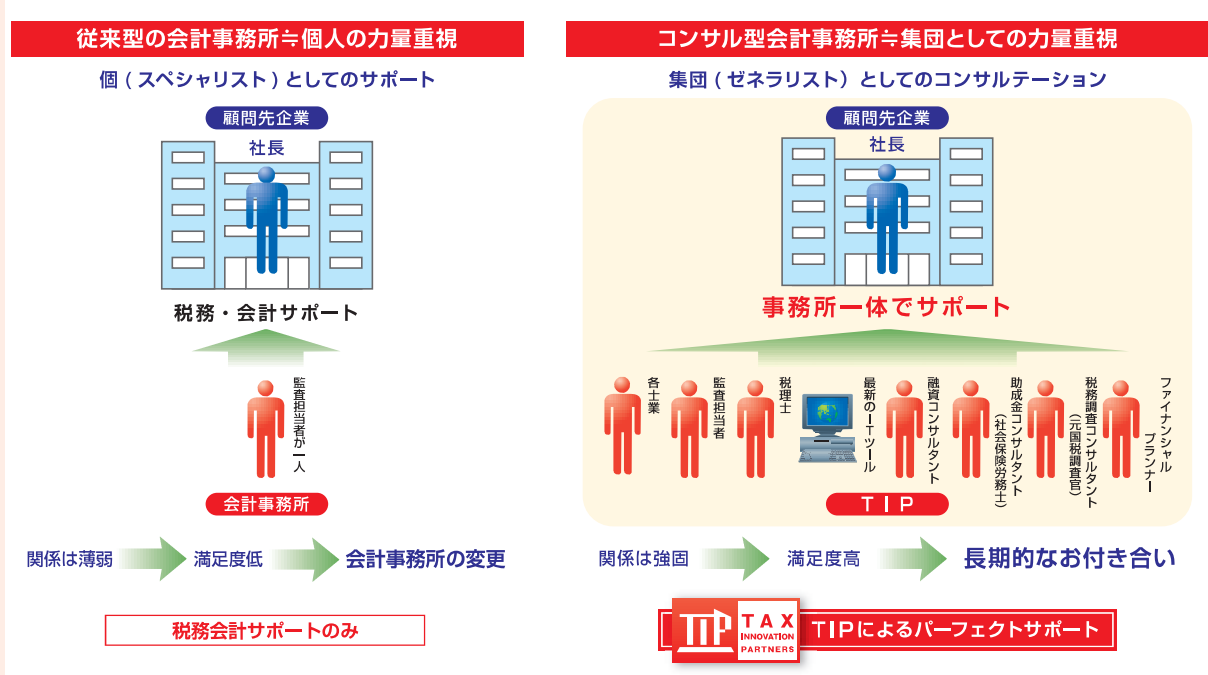 従来型の会計事務所≒個人の力量重視
個(スペシャリスト)としてのサポート
顧問先企業
社長
税務・会計サポート
監査担当者が一人
会計事務所
関係は薄弱
満足度低
会計事務所の変更
税務会計サポートのみ
コンサル型会計事務所≒集団としての力量重視
集団(ゼネラリスト)としてのコンサルテーション
顧問先企業
社長
事務所一体でサポート
各士業
監査担当者
税理士
最新のITツール
融資コンサルタント
助成金コンサルタント
(社会保険労務士)
税務調査コンサルタント
(元国税調査官)
ファイナンシャル
プランナー
TIP
関係は強固
満足度高
長期的なお付き合い
TIP
TAX
INNOVATION
PARTNERS
TIPによるパーフェクトサポート